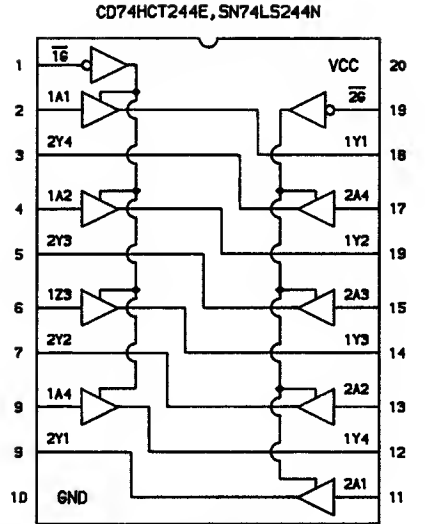 CD74HCT244E, SN74LS244N
1 1G VCC 20
2 1A1 2G 19
3 2Y4 1Y1 18
4 1A2 2A4 17
5 2Y3 1Y2 19
6 1Z3 2A3 15
7 2Y2 1Y3 14
9 1A4 2A2 13
9 2Y1 1Y4 12
10 GND 2A1 11